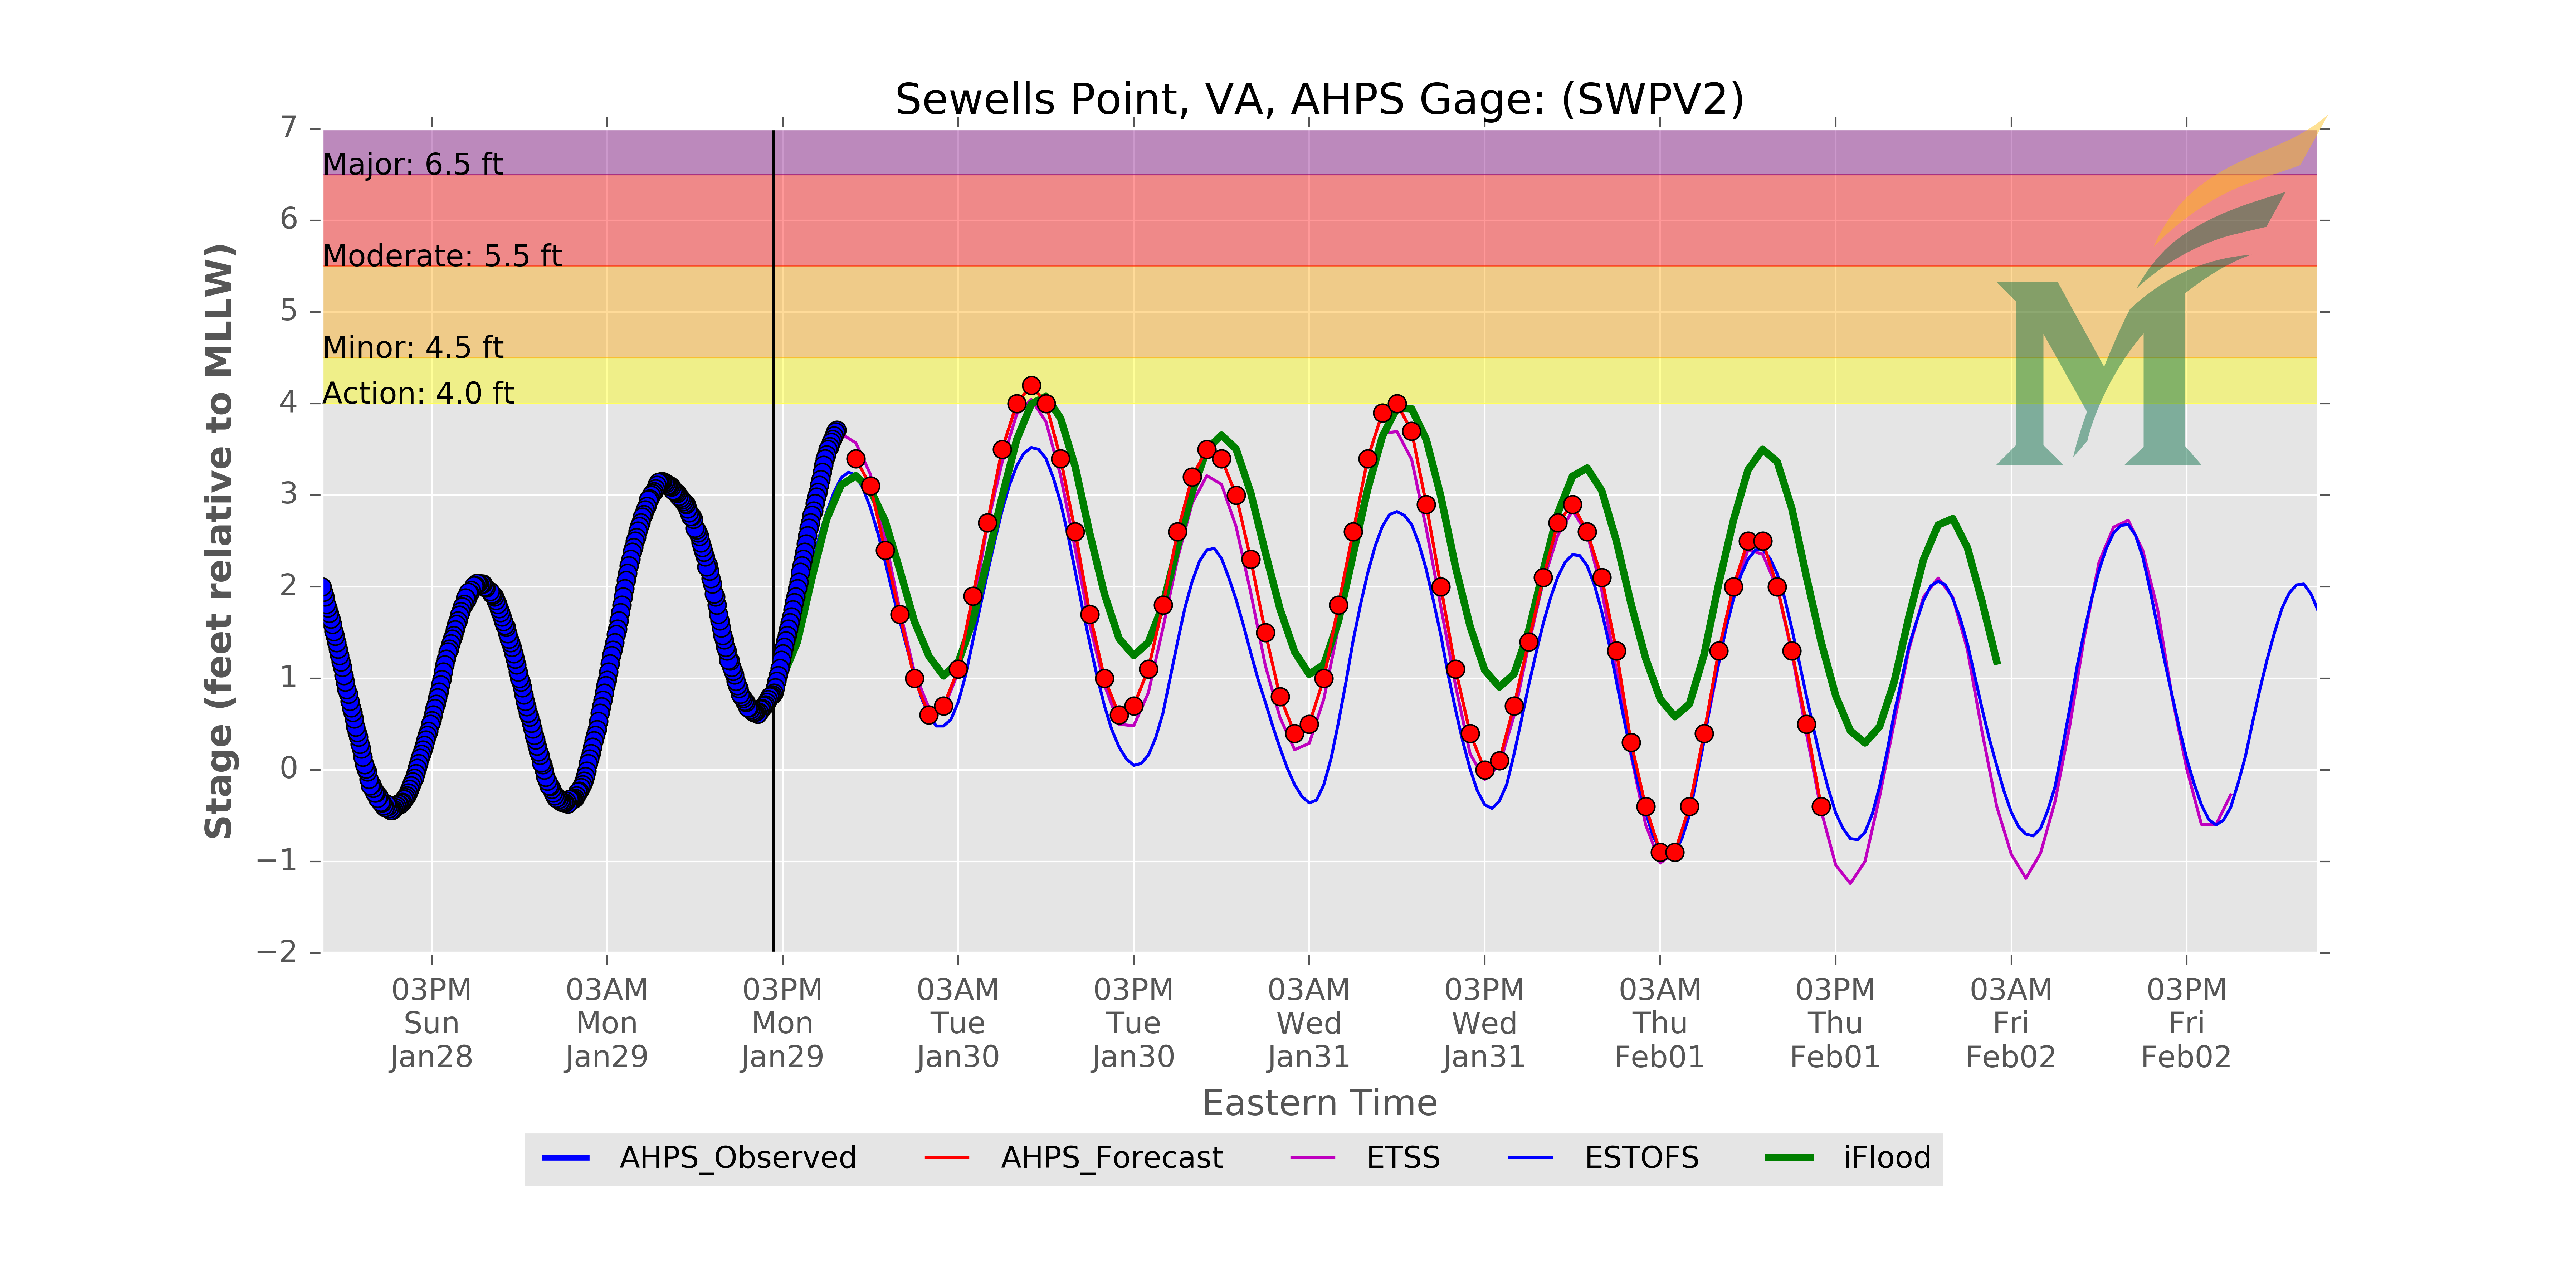 Sewells Point, VA, AHPS Gage: (SWPV2)
7
Major: 6.5 ft
6
Moderate: 5.5 ft
5
Minor: 4.5 ft
Action: 4.0 ft
4
3
2
1
0
−1
−2
Stage (feet relative to MLLW)
03PM Sun Jan28
03AM Mon Jan29
03PM Mon Jan29
03AM Tue Jan30
03PM Tue Jan30
03AM Wed Jan31
03PM Wed Jan31
03AM Thu Feb01
03PM Thu Feb01
03AM Fri Feb02
03PM Fri Feb02
Eastern Time
AHPS_Observed AHPS_Forecast ETSS ESTOFS iFlood
M